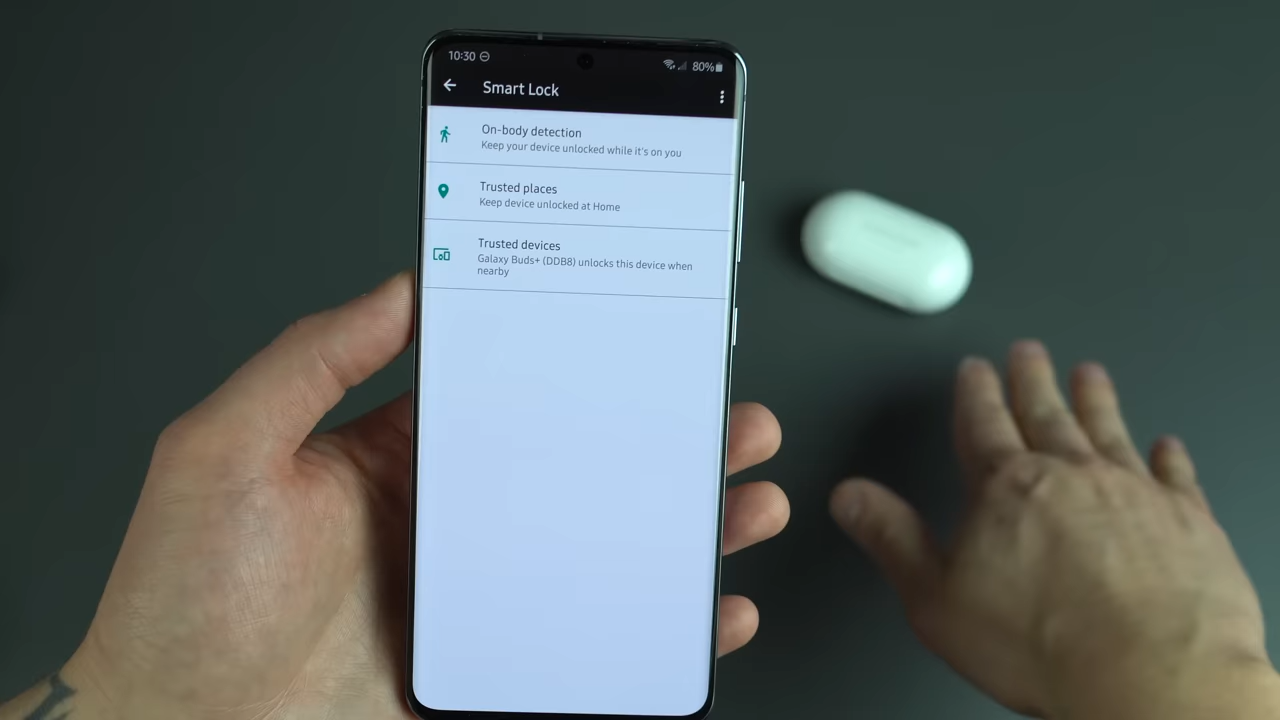 10:30
80%
Smart Lock
On-body detection
Keep your device unlocked while it's on you
Trusted places
Keep device unlocked at Home
Trusted devices
Galaxy Buds+ (DDB8) unlocks this device when
nearby